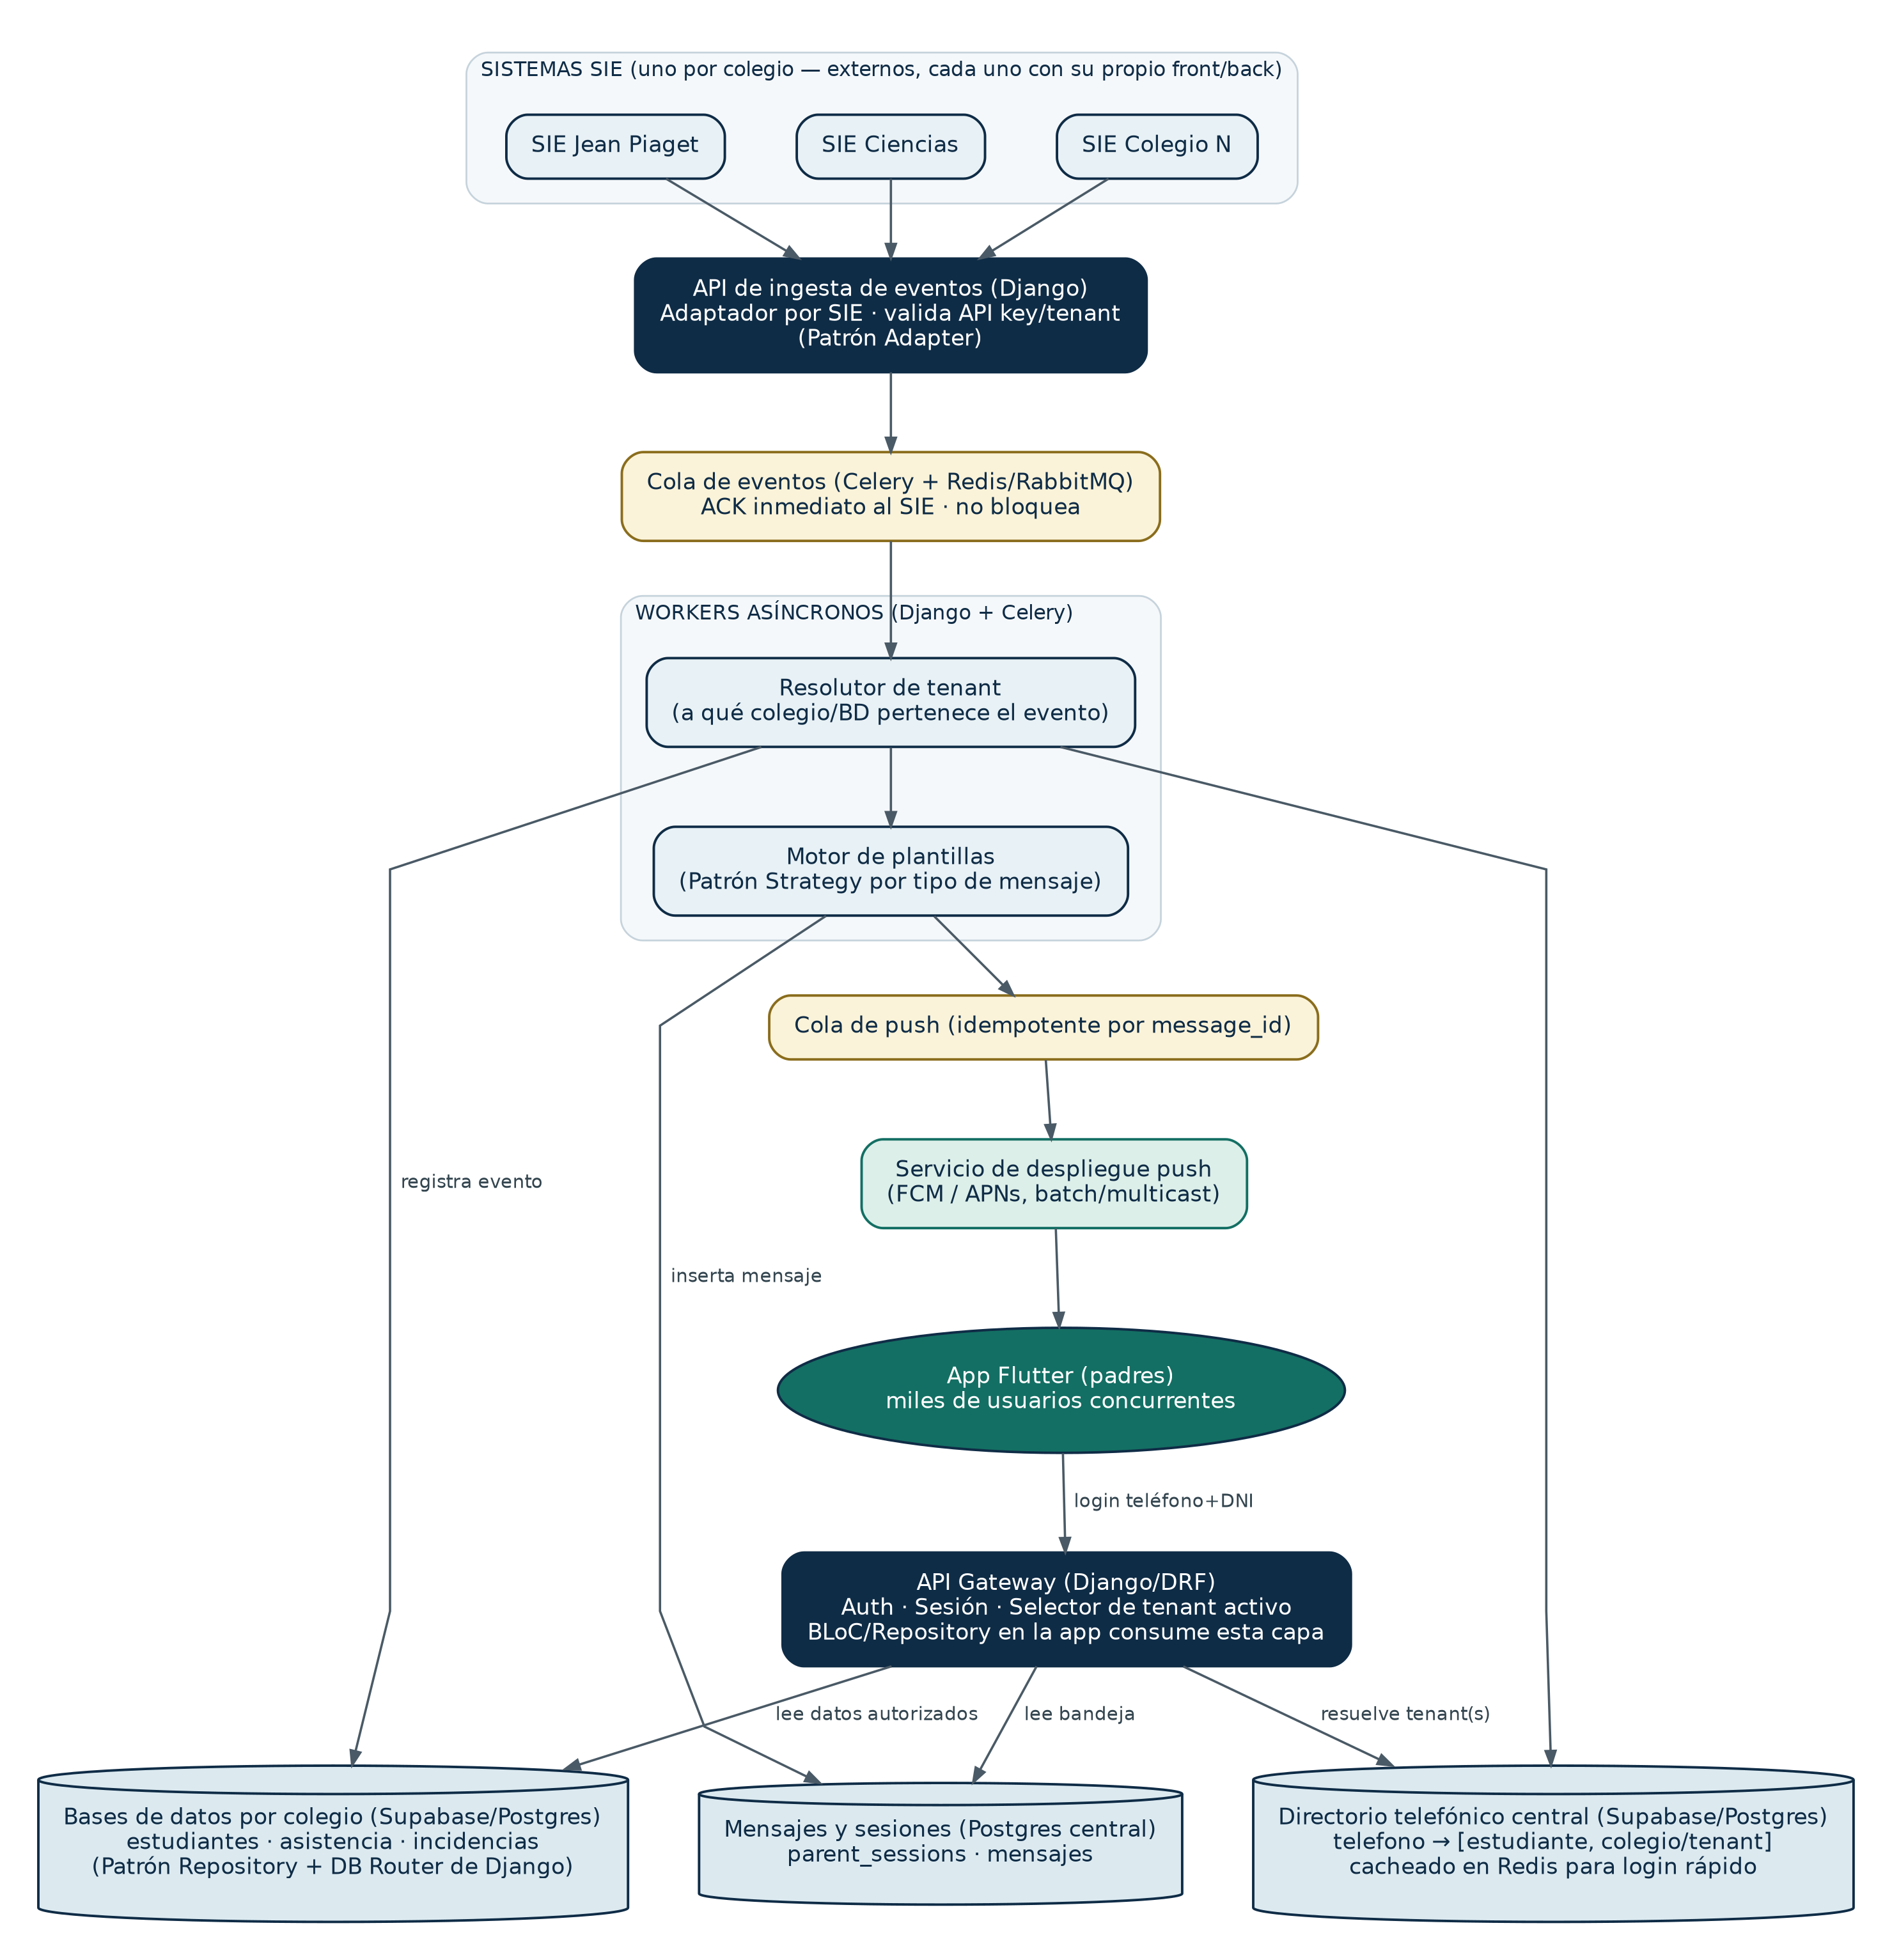 SISTEMAS SIE (uno por colegio — externos, cada uno con su propio front/back)
SIE Jean Piaget
SIE Ciencias
SIE Colegio N
API de ingesta de eventos (Django)
Adaptador por SIE · valida API key/tenant
(Patrón Adapter)
Cola de eventos (Celery + Redis/RabbitMQ)
ACK inmediato al SIE · no bloquea
WORKERS ASÍNCRONOS (Django + Celery)
Resolutor de tenant
(a qué colegio/BD pertenece el evento)
Motor de plantillas
(Patrón Strategy por tipo de mensaje)
Cola de push (idempotente por message_id)
Servicio de despliegue push
(FCM / APNs, batch/multicast)
registra evento
inserta mensaje
App Flutter (padres)
miles de usuarios concurrentes
login teléfono+DNI
API Gateway (Django/DRF)
Auth · Sesión · Selector de tenant activo
BLoC/Repository en la app consume esta capa
lee datos autorizados
lee bandeja
resuelve tenant(s)
Bases de datos por colegio (Supabase/Postgres)
estudiantes · asistencia · incidencias
(Patrón Repository + DB Router de Django)
Mensajes y sesiones (Postgres central)
parent_sessions · mensajes
Directorio telefónico central (Supabase/Postgres)
telefono → [estudiante, colegio/tenant]
cacheado en Redis para login rápido